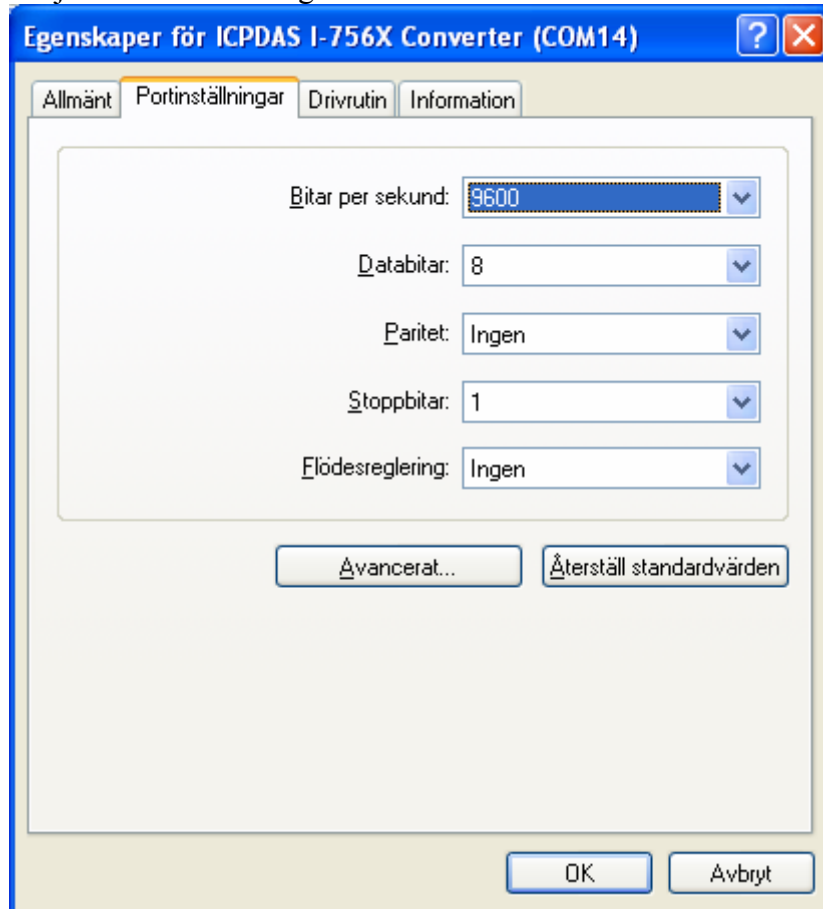 Egenskaper för ICPDAS I-756X Converter (COM14)
Allmänt Portinställningar Drivrutin Information
Bitar per sekund: 9600
Databitar: 8
Paritet: Ingen
Stoppbitar: 1
Flödesreglering: Ingen
Avancerat... Återställ standardvärden
OK Avbryt